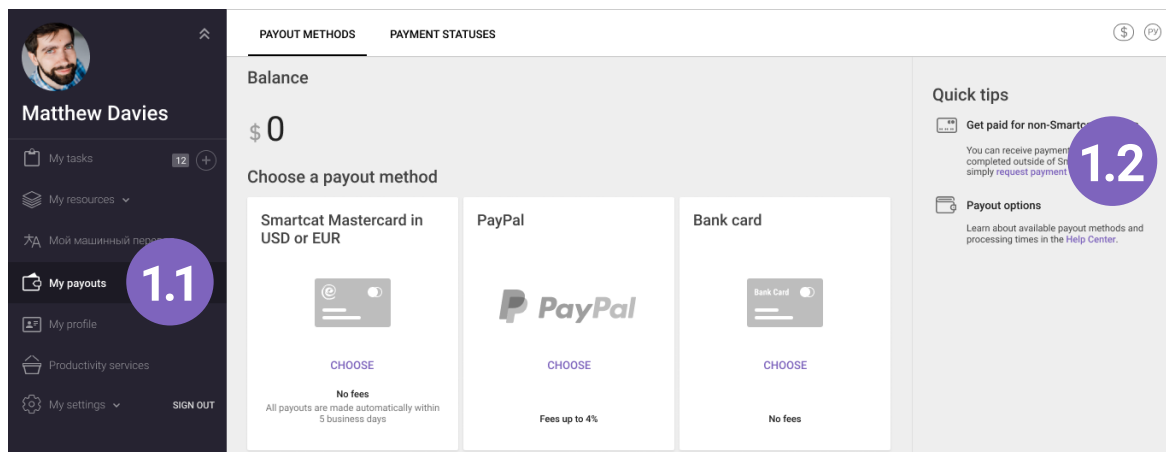 Matthew Davies
My tasks
12
My resources
Мой машинный
My payouts
1.1
My profile
Productivity services
My settings
SIGN OUT
PAYOUT METHODS
PAYMENT STATUSES
$
РУ
Balance
$ 0
Choose a payout method
Smartcat Mastercard in
USD or EUR
e
CHOOSE
No fees
All payouts are made automatically within
5 business days
PayPal
PayPal
CHOOSE
Fees up to 4%
Bank card
Bank Card
CHOOSE
No fees
Quick tips
Get paid for
You can receive
completed outside of
simply request payment
1.2
Payout options
Learn about available payout methods and
processing times in the Help Center.